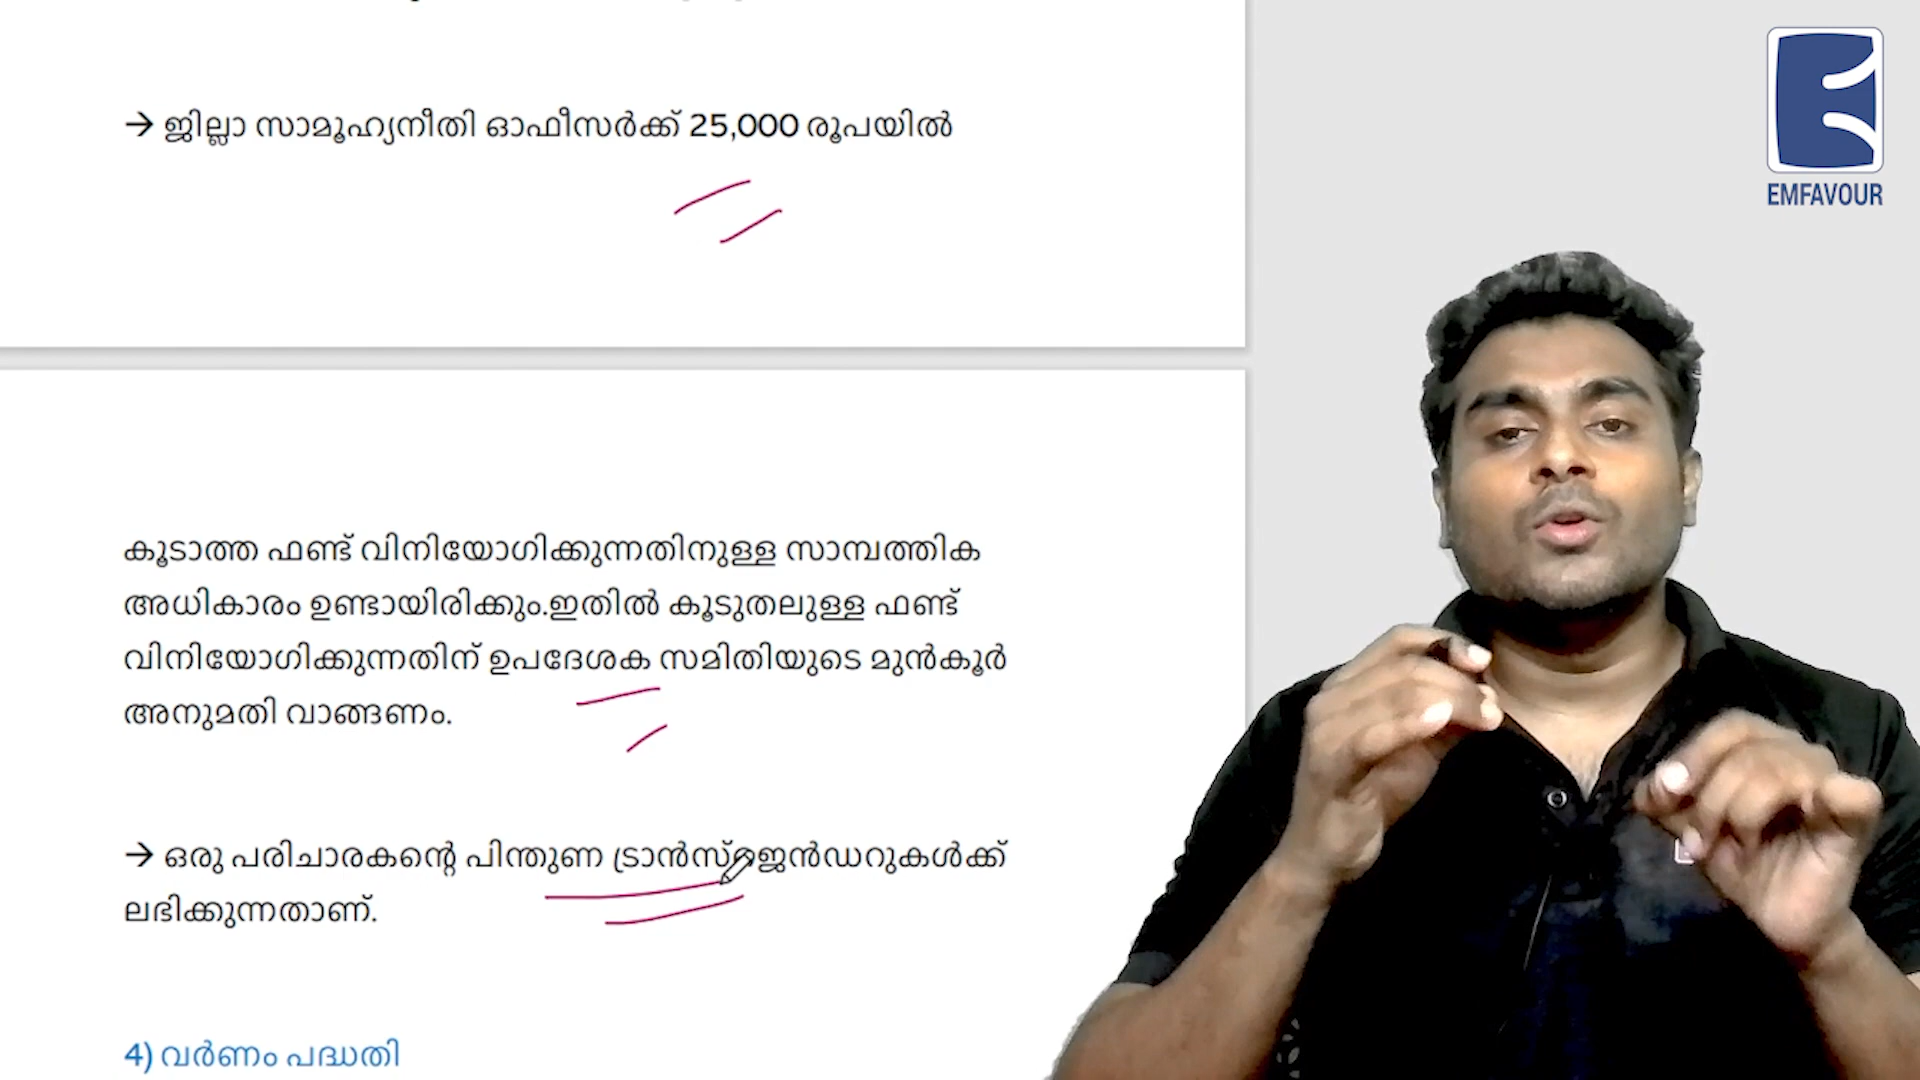 → ജില്ലാ സാമൂഹ്യനീതി ഓഫീസർക്ക് 25,000 രൂപയിൽ
EMFAVOUR
കൂടാത്ത ഫണ്ട് വിനിയോഗിക്കുന്നതിനുള്ള സാമ്പത്തിക
അധികാരം ഉണ്ടായിരിക്കും.ഇതിൽ കൂടുതലുള്ള ഫണ്ട്
വിനിയോഗിക്കുന്നതിന് ഉപദേശക സമിതിയുടെ മുൻകൂർ
അനുമതി വാങ്ങണം.
→ ഒരു പരിചാരകന്റെ പിന്തുണ ട്രാൻസ്ജെൻഡറുകൾക്ക്
ലഭിക്കുന്നതാണ്.
4) വർണം പദ്ധതി